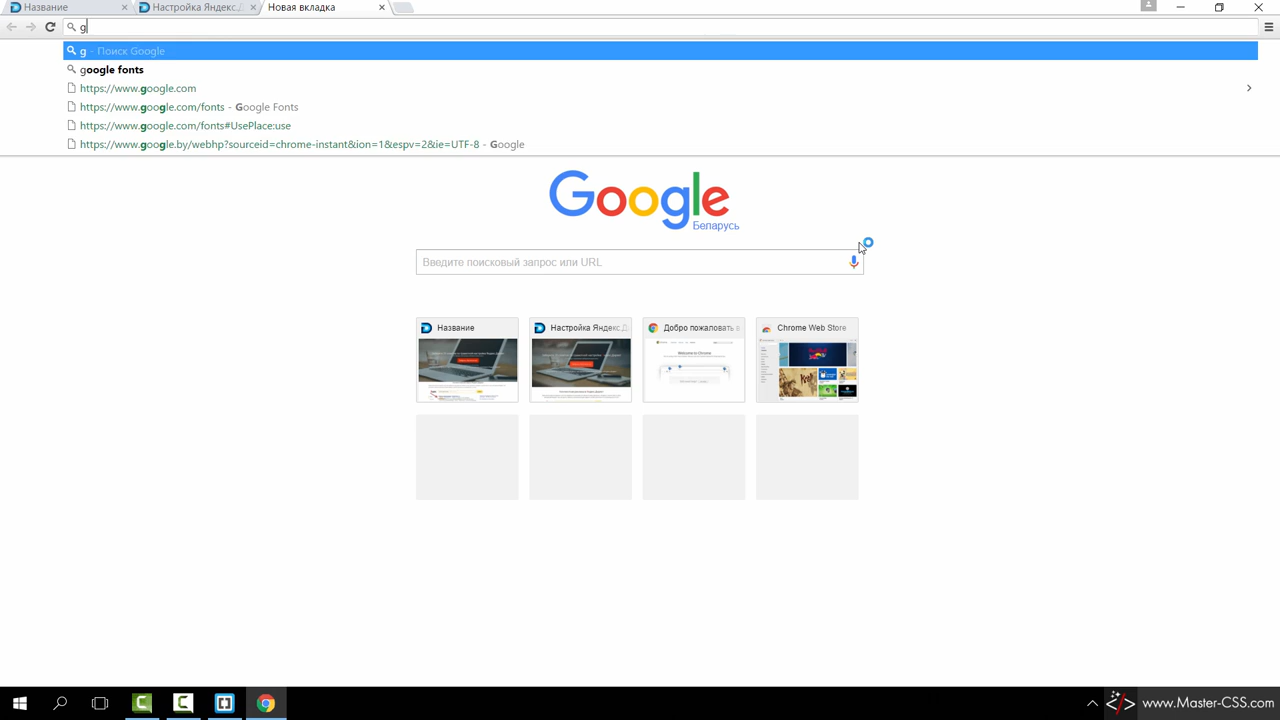 Название
Настройка Яндекс.Д
Новая вкладка
g
g - Поиск Google
google fonts
https://www.google.com
https://www.google.com/fonts - Google Fonts
https://www.google.com/fonts#UsePlace:use
https://www.google.by/webhp?sourceid=chrome-instant&ion=1&espv=2&ie=UTF-8 - Google
Google
Беларусь
Введите поисковый запрос или URL
Название
Настройка Яндекс.Д
Добро пожаловать в
Chrome Web Store
Welcome to Chrome
www.Master-CSS.com